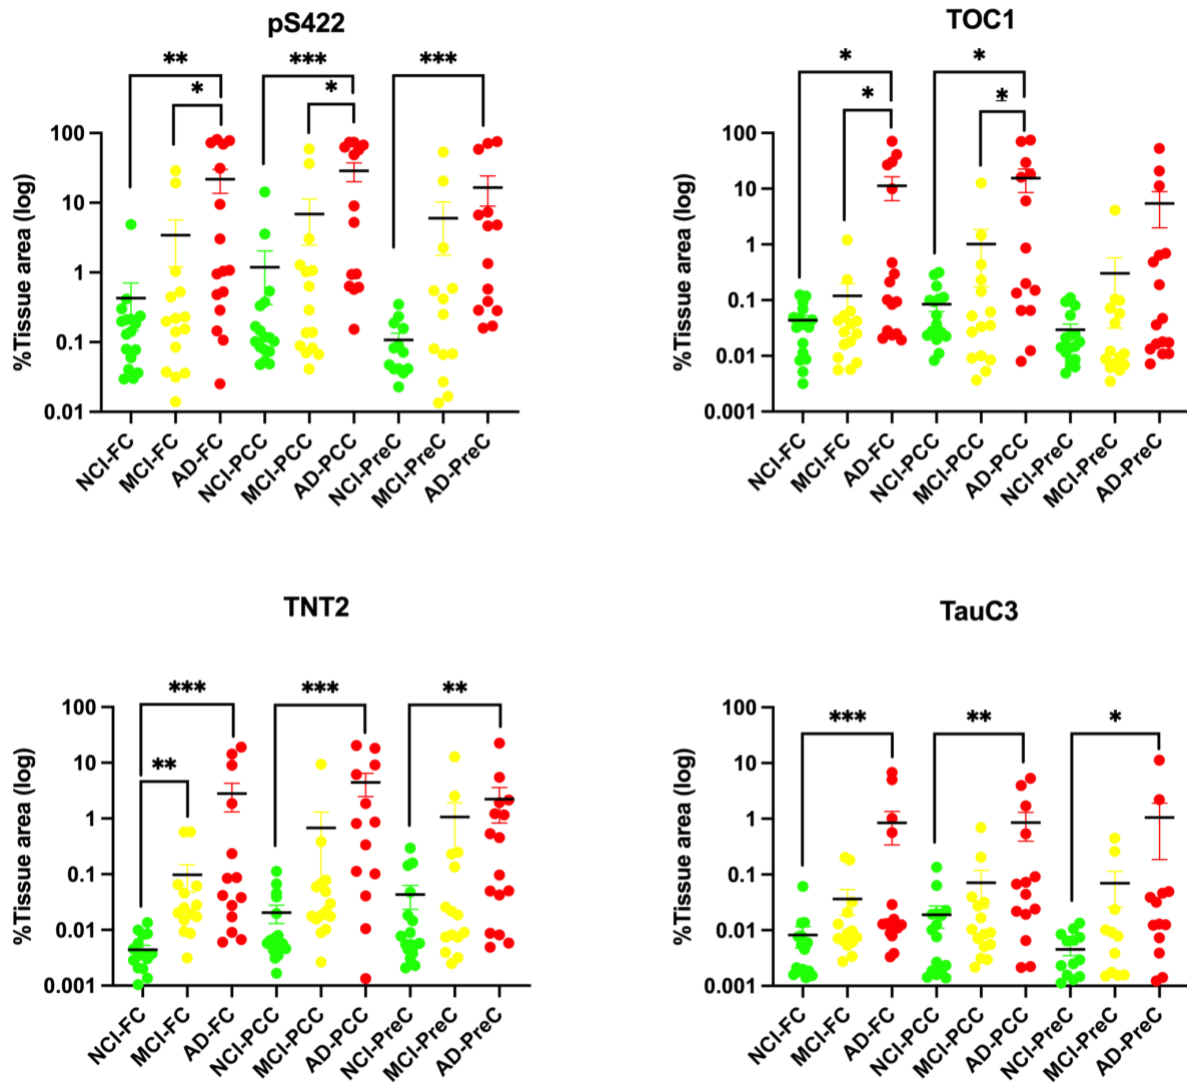 pS422
** *** ***
* *
%Tissue area (log)
100
10
1
0.1
0.01
NCI-FC
MCI-FC
AD-FC
NCI-PCC
MCI-PCC
AD-PCC
NCI-PreC
MCI-PreC
AD-PreC
TOC1
* *
* *
%Tissue area (log)
100
10
1
0.1
0.01
0.001
NCI-FC
MCI-FC
AD-FC
NCI-PCC
MCI-PCC
AD-PCC
NCI-PreC
MCI-PreC
AD-PreC
TNT2
*** *** **
**
%Tissue area (log)
100
10
1
0.1
0.01
0.001
NCI-FC
MCI-FC
AD-FC
NCI-PCC
MCI-PCC
AD-PCC
NCI-PreC
MCI-PreC
AD-PreC
TauC3
*** ** *
%Tissue area (log)
100
10
1
0.1
0.01
0.001
NCI-FC
MCI-FC
AD-FC
NCI-PCC
MCI-PCC
AD-PCC
NCI-PreC
MCI-PreC
AD-PreC